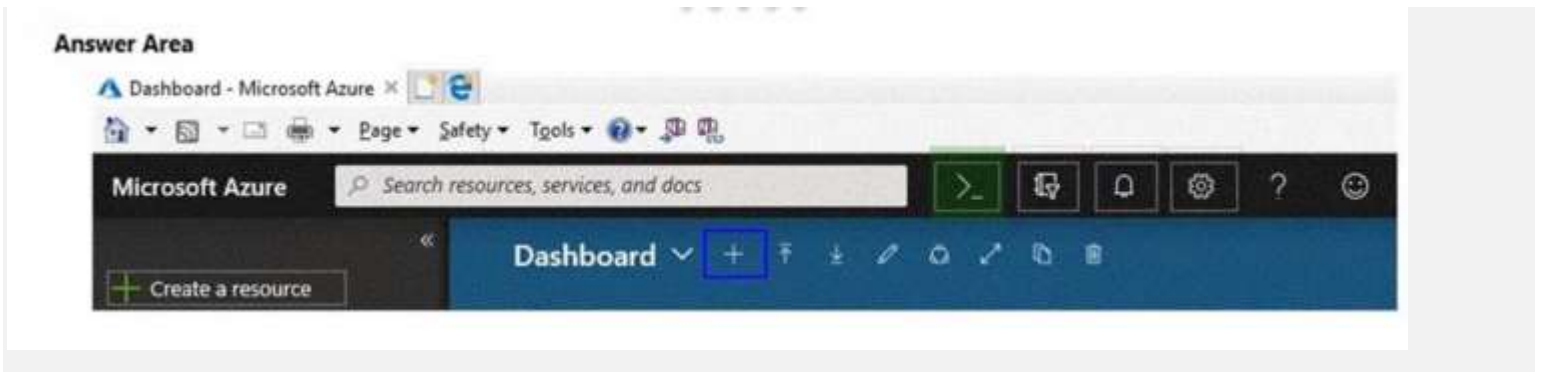 Answer Area
Dashboard - Microsoft Azure ×
Page Safety Tools
Microsoft Azure Search resources, services, and docs >_ ?
« Dashboard
Create a resource